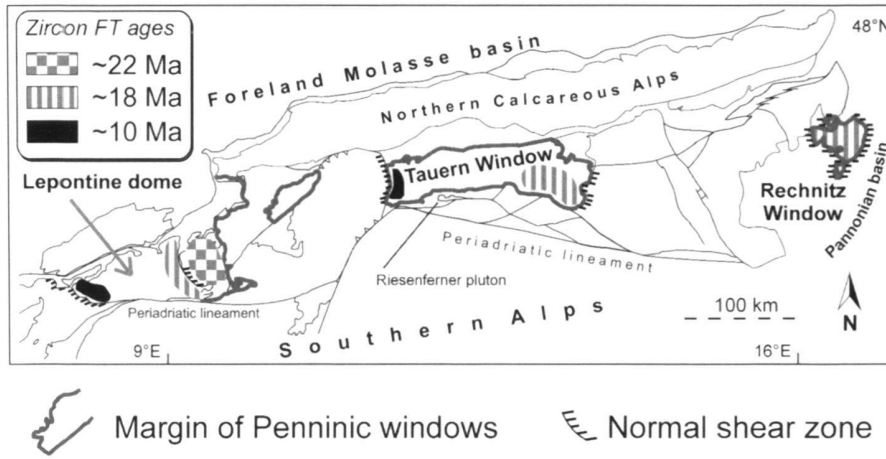 Zircon FT ages
~22 Ma
~18 Ma
~10 Ma
48°N
Foreland Molasse basin
Northern Calcareous Alps
Lepontine dome
Tauern Window
Rechnitz
Window
Pannonian basin
Periadriatic lineament
Riesenferner pluton
Periadriatic lineament
100 km
N
Southern Alps
9°E
16°E
Margin of Penninic windows
Normal shear zone